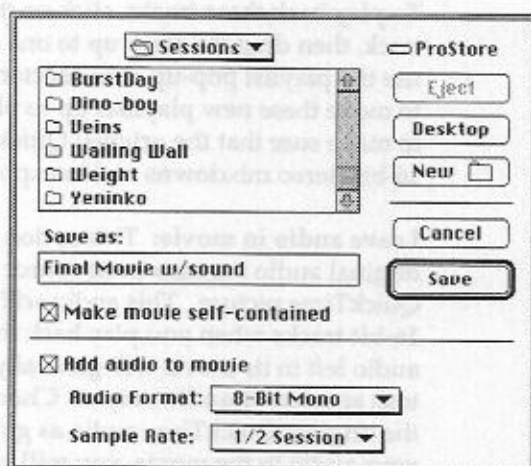 Sessions
ProStore
BurstDay
Dino-boy
Veins
Wailing Wall
Weight
Yeninko
Eject
Desktop
New
Save as:
Final Movie w/sound
Cancel
Save
Make movie self-contained
Add audio to movie
Audio Format: 8-Bit Mono
Sample Rate: 1/2 Session